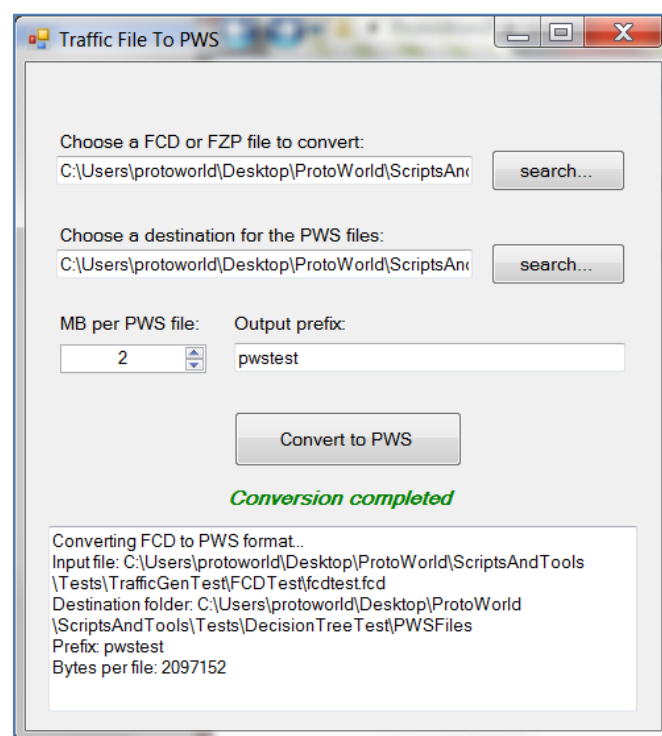 Traffic File To PWS
Choose a FCD or FZP file to convert:
C:\Users\protoworld\Desktop\ProtoWorld\ScriptsAnd
search...
Choose a destination for the PWS files:
C:\Users\protoworld\Desktop\ProtoWorld\ScriptsAnd
search...
MB per PWS file: Output prefix:
2 pwstest
Convert to PWS
Conversion completed
Converting FCD to PWS format...
Input file: C:\Users\protoworld\Desktop\ProtoWorld\ScriptsAndTools
\Tests\TrafficGenTest\FCDTest\fcdtest.fcd
Destination folder: C:\Users\protoworld\Desktop\ProtoWorld
\ScriptsAndTools\Tests\DecisionTreeTest\PWSFiles
Prefix: pwstest
Bytes per file: 2097152